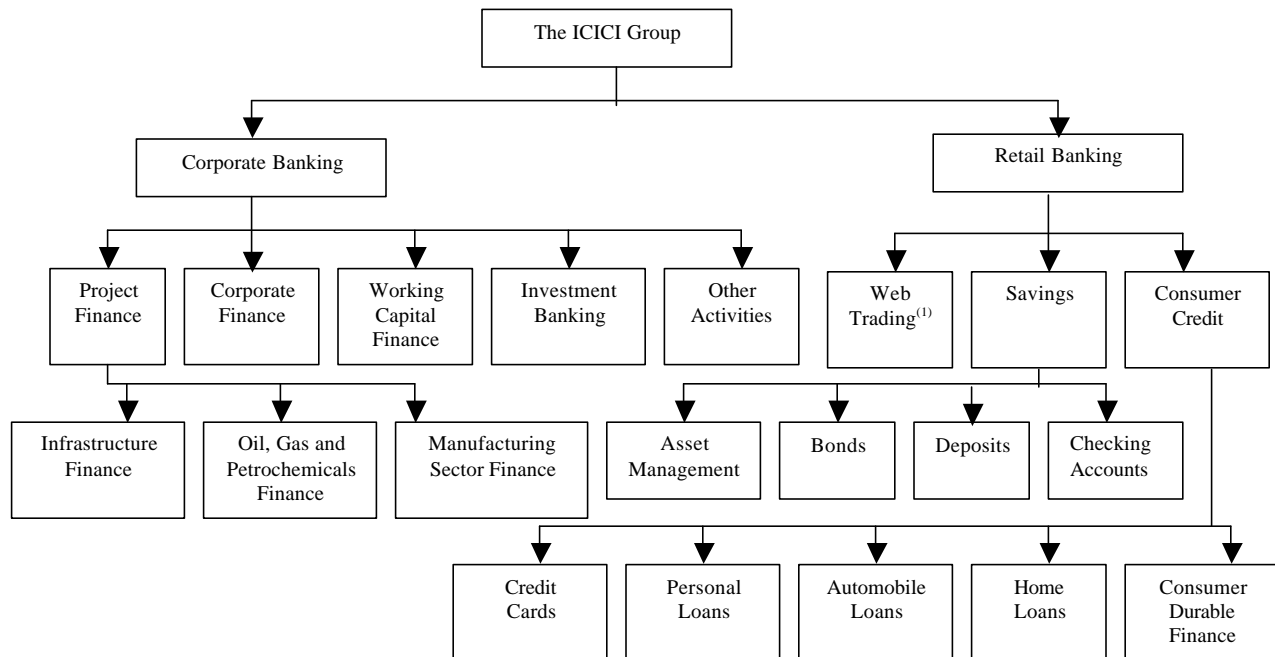 The ICICI Group
Corporate Banking
Retail Banking
Project
Finance
Corporate
Finance
Working
Capital
Finance
Investment
Banking
Other
Activities
Web
Trading(1)
Savings
Consumer
Credit
Infrastructure
Finance
Oil, Gas and
Petrochemicals
Finance
Manufacturing
Sector Finance
Asset
Management
Bonds
Deposits
Checking
Accounts
Credit
Cards
Personal
Loans
Automobile
Loans
Home
Loans
Consumer
Durable
Finance